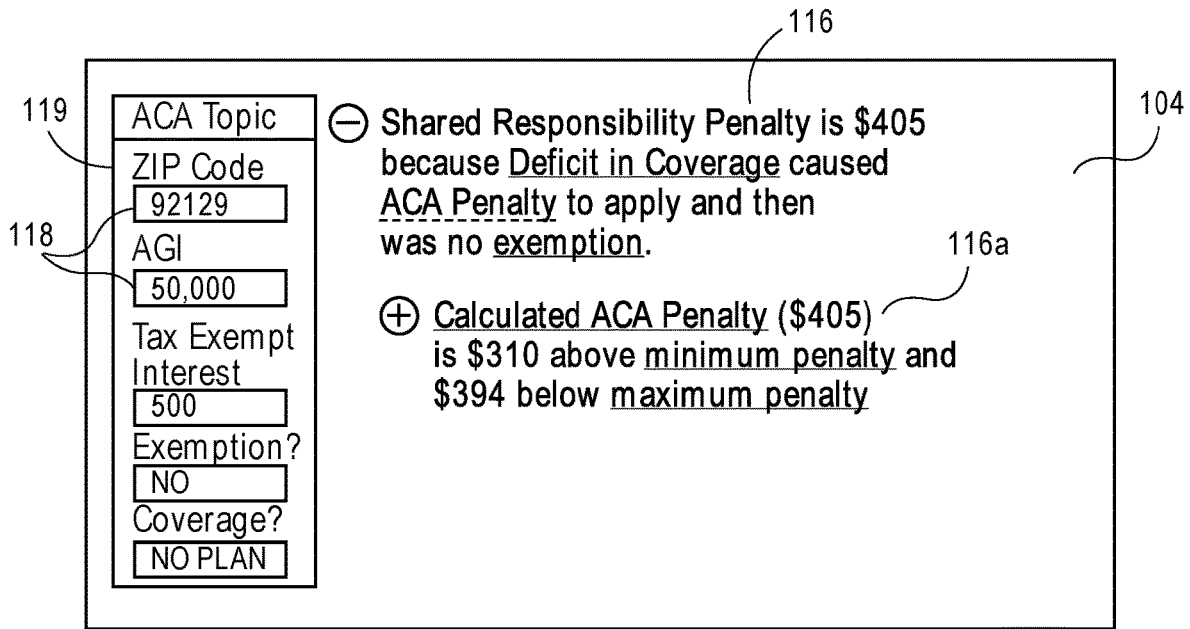 116
119
104
118
ACA Topic
ZIP Code
92129
AGI
50,000
Tax Exempt
Interest
500
Exemption?
NO
Coverage?
NO PLAN
Shared Responsibility Penalty is $405
because Deficit in Coverage caused
ACA Penalty to apply and then
was no exemption.
116a
Calculated ACA Penalty ($405)
is $310 above minimum penalty and
$394 below maximum penalty